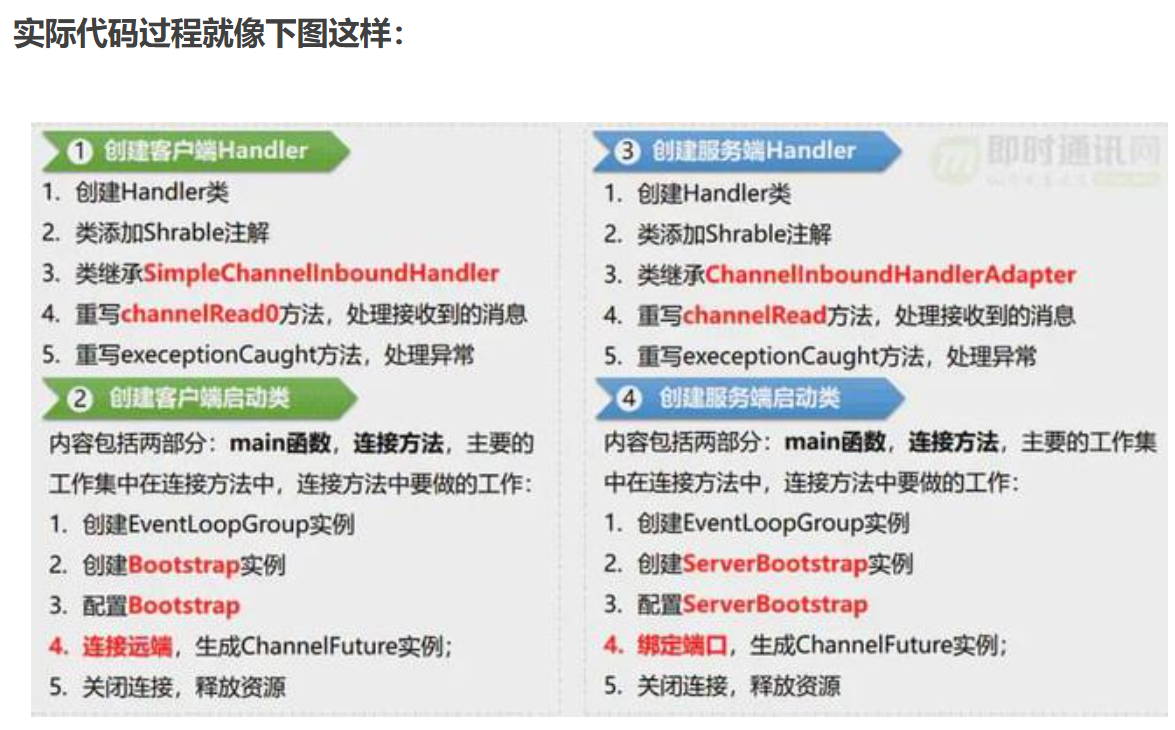 实际代码过程就像下图这样：
① 创建客户端Handler
1. 创建Handler类
2. 类添加Shrable注解
3. 类继承SimpleChannelInboundHandler
4. 重写channelRead0方法，处理接收到的消息
5. 重写execeptionCaught方法，处理异常
② 创建客户端启动类
内容包括两部分：main函数，连接方法，主要的
工作集中在连接方法中，连接方法中要做的工作：
1. 创建EventLoopGroup实例
2. 创建Bootstrap实例
3. 配置Bootstrap
4. 连接远端，生成ChannelFuture实例；
5. 关闭连接，释放资源
③ 创建服务端Handler
即时通讯网
1. 创建Handler类
2. 类添加Shrable注解
3. 类继承ChannelInboundHandlerAdapter
4. 重写channelRead方法，处理接收到的消息
5. 重写execeptionCaught方法，处理异常
④ 创建服务端启动类
内容包括两部分：main函数，连接方法，主要的工作集
中在连接方法中，连接方法中要做的工作：
1. 创建EventLoopGroup实例
2. 创建ServerBootstrap实例
3. 配置ServerBootstrap
4. 绑定端口，生成ChannelFuture实例；
5. 关闭连接，释放资源